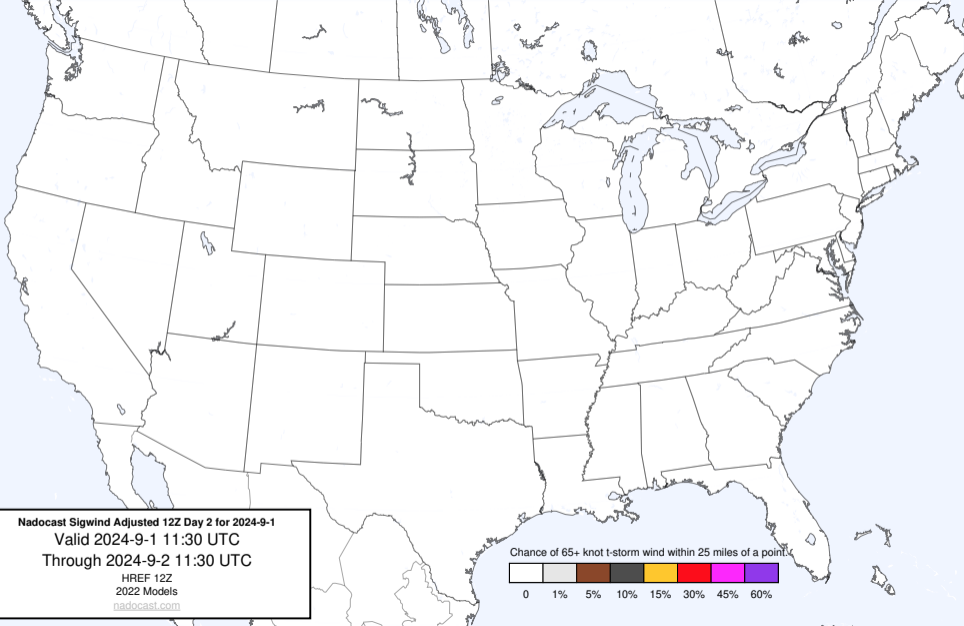 Nadocast Sigwind Adjusted 12Z Day 2 for 2024-9-1
Valid 2024-9-1 11:30 UTC
Through 2024-9-2 11:30 UTC
HREF 12Z
2022 Models
nadocast.com
Chance of 65+ knot t-storm wind within 25 miles of a point.
0 1% 5% 10% 15% 30% 45% 60%